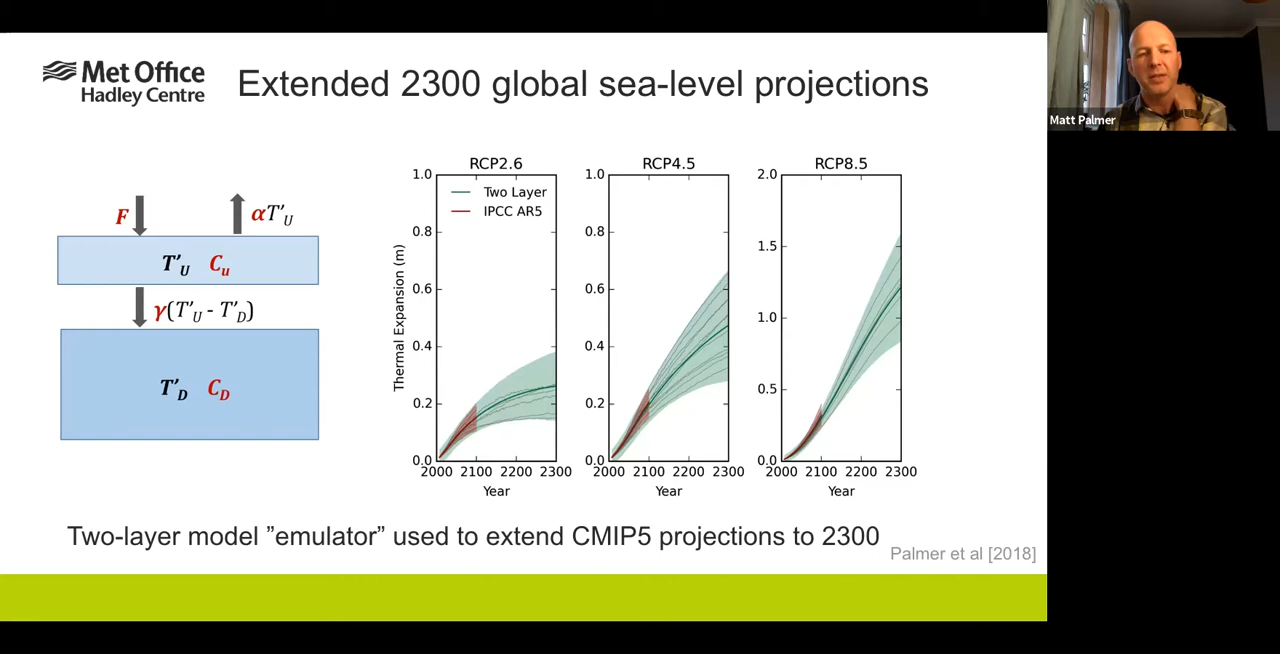 Met Office
Hadley Centre
Extended 2300 global sea-level projections
Matt Palmer
F
αT'U
T'U Cu
γ(T'U - T'D)
T'D CD
RCP2.6
RCP4.5
RCP8.5
Thermal Expansion (m)
1.0
0.8
0.6
0.4
0.2
0.0
Two Layer
IPCC AR5
2000 2100 2200 2300
Year
1.0
0.8
0.6
0.4
0.2
0.0
2000 2100 2200 2300
Year
2.0
1.5
1.0
0.5
0.0
2000 2100 2200 2300
Year
Two-layer model ”emulator” used to extend CMIP5 projections to 2300
Palmer et al [2018]